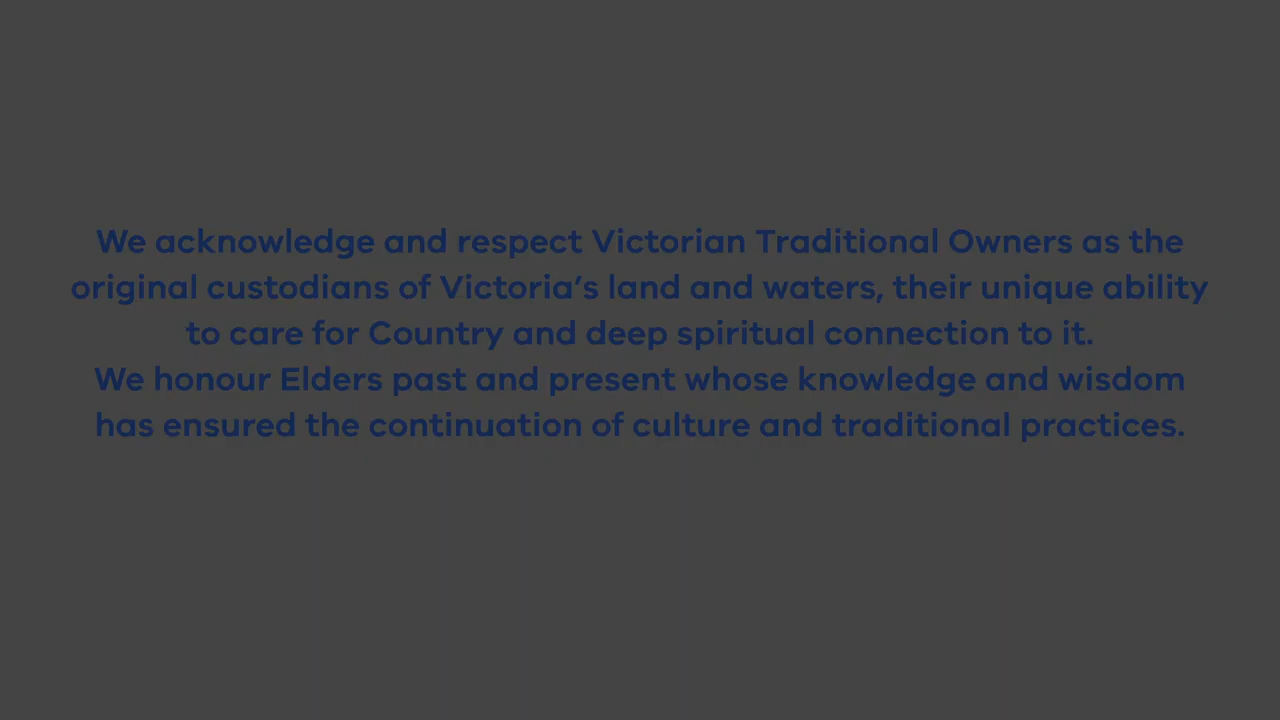 We acknowledge and respect Victorian Traditional Owners as the
original custodians of Victoria’s land and waters, their unique ability
to care for Country and deep spiritual connection to it.
We honour Elders past and present whose knowledge and wisdom
has ensured the continuation of culture and traditional practices.